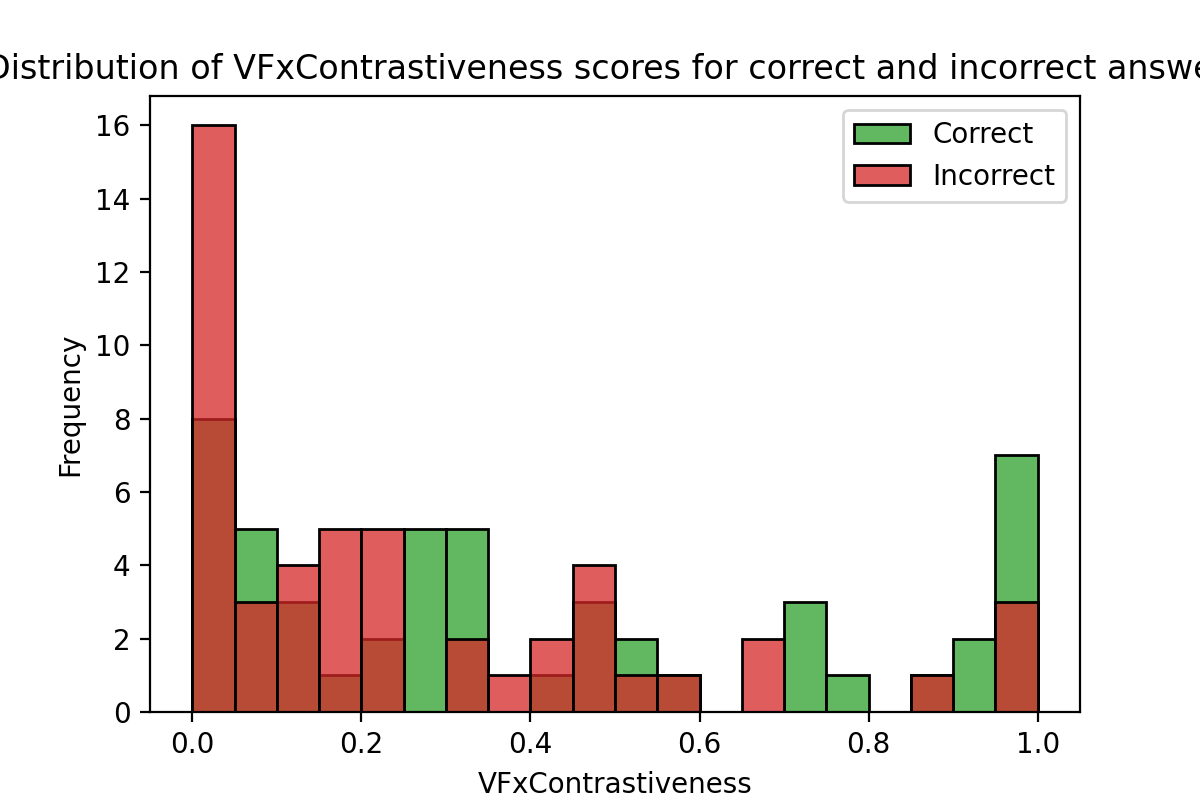 Distribution of VFxContrastiveness scores for correct and incorrect answe
Correct
Incorrect
16
14
12
10
8
6
4
2
0
Frequency
0.0 0.2 0.4 0.6 0.8 1.0
VFxContrastiveness